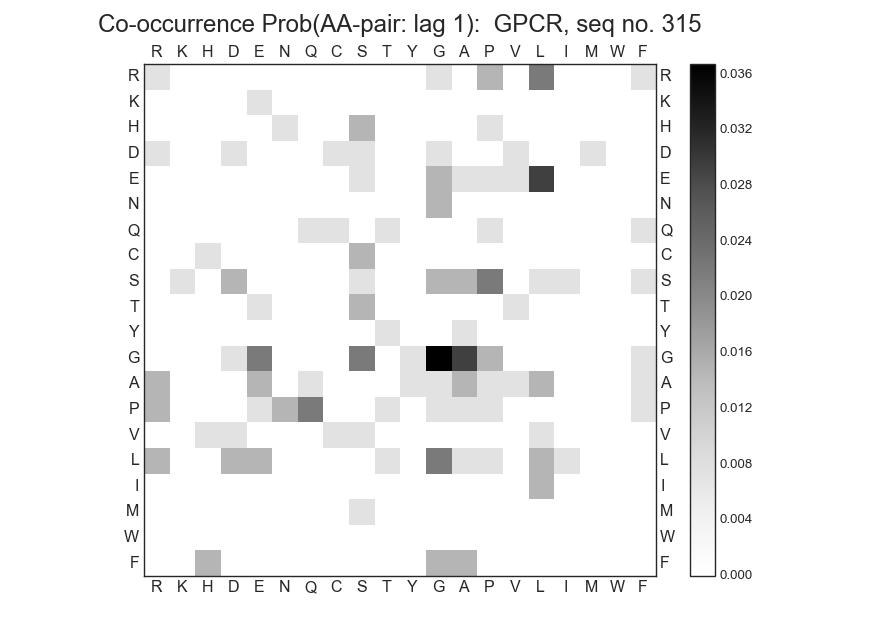 Co-occurrence Prob(AA-pair: lag 1):  GPCR, seq no. 315
R K H D E N Q C S T Y G A P V L I M W F
R R 0.036
K K
H H 0.032
D D
E E 0.028
N N
Q Q 0.024
C C
S S 0.020
T T
Y Y
G G 0.016
A A
P P 0.012
V V
L L 0.008
I I
M M 0.004
W W
F F 0.000
R K H D E N Q C S T Y G A P V L I M W F